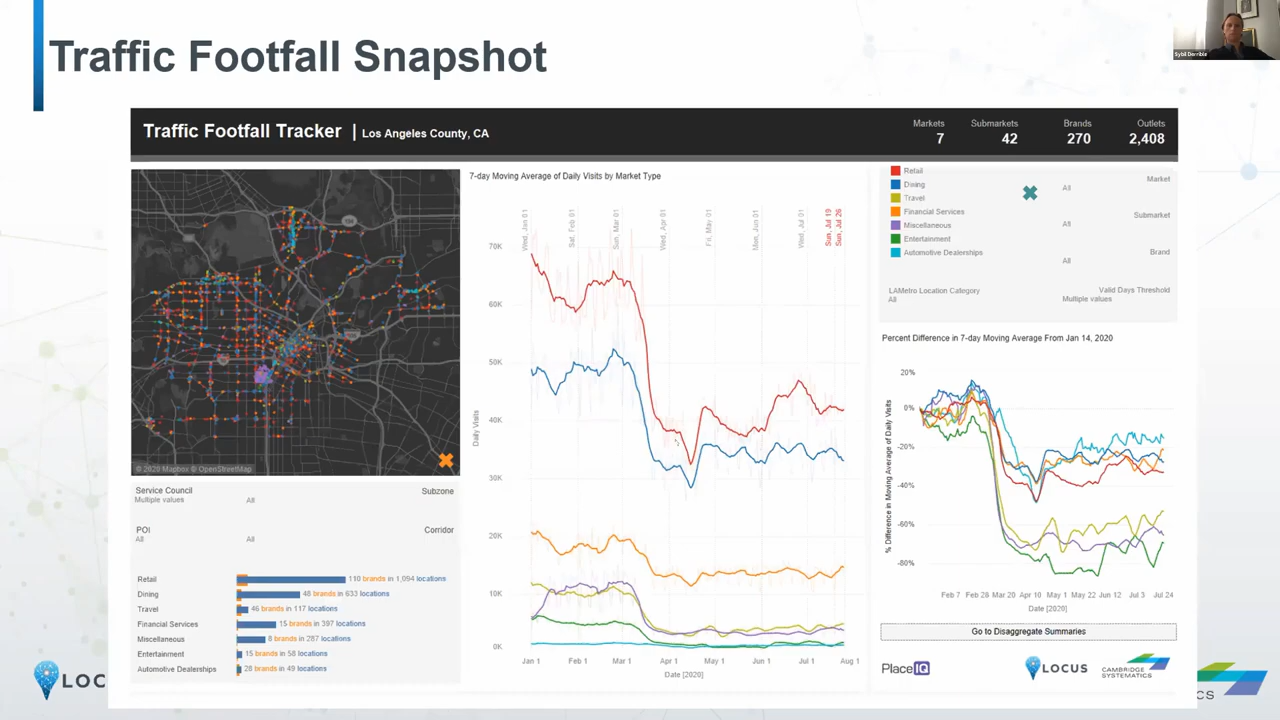 Traffic Footfall Snapshot
Sybil Derrible
Traffic Footfall Tracker | Los Angeles County, CA
Markets Submarkets Brands Outlets
7 42 270 2,408
© 2020 Mapbox © OpenStreetMap
Service Council Subzone
Multiple values All
POI Corridor
All All
Retail 110 brands in 1,094 locations
Dining 48 brands in 633 locations
Travel 46 brands in 117 locations
Financial Services 15 brands in 397 locations
Miscellaneous 8 brands in 287 locations
Entertainment 15 brands in 58 locations
Automotive Dealerships 28 brands in 49 locations
7-day Moving Average of Daily Visits by Market Type
Wed, Jan 01
Sat, Feb 01
Sun, Mar 01
Wed, Apr 01
Fri, May 01
Mon, Jun 01
Wed, Jul 01
Sun, Jul 19
Sun, Jul 26
70K
60K
50K
40K
30K
20K
10K
0K
Daily Visits
Jan 1 Feb 1 Mar 1 Apr 1 May 1 Jun 1 Jul 1 Aug 1
Date [2020]
Retail
Dining
Travel
Financial Services
Miscellaneous
Entertainment
Automotive Dealerships
All Market
All Submarket
All Brand
LAMetro Location Category Valid Days Threshold
All Multiple values
Percent Difference in 7-day Moving Average From Jan 14, 2020
20%
0%
-20%
-40%
-60%
-80%
% Difference in Moving Average of Daily Visits
Feb 7 Feb 28 Mar 20 Apr 10 May 1 May 22 Jun 12 Jul 3 Jul 24
Date [2020]
Go to Disaggregate Summaries
PlaceIQ
LOCUS
CAMBRIDGE
SYSTEMATICS
LOC
CS